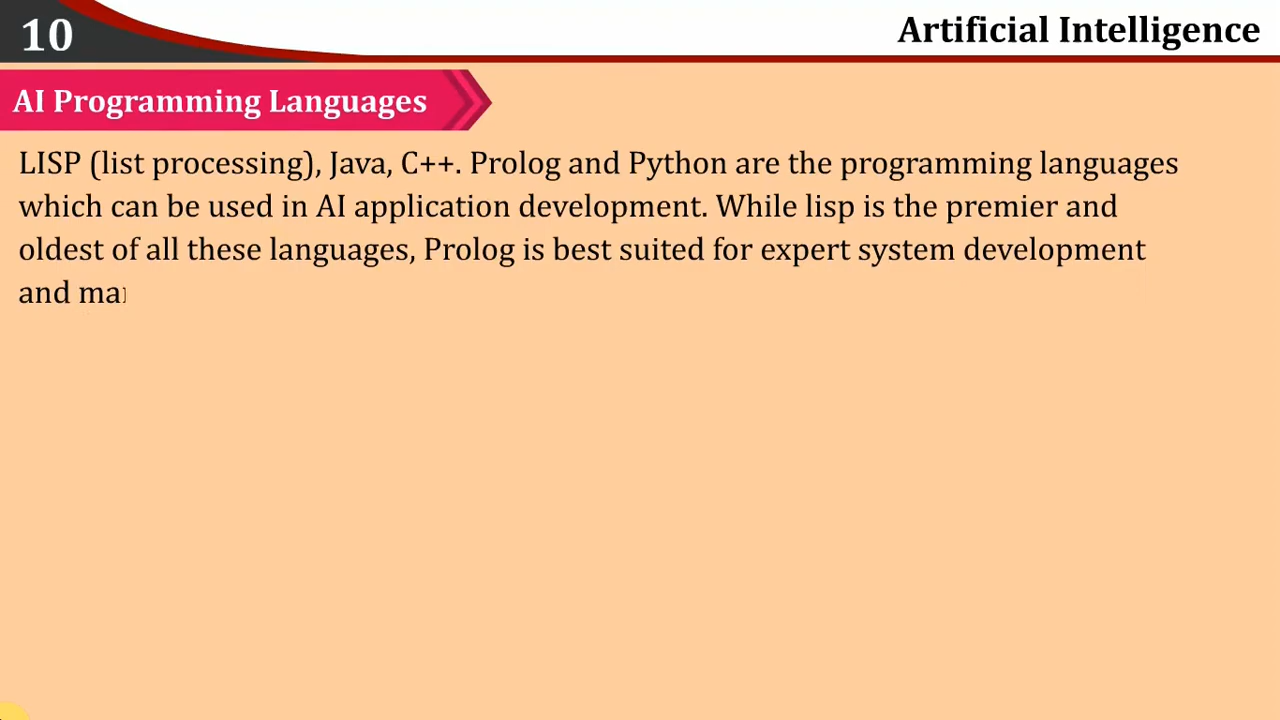 10
Artificial Intelligence
AI Programming Languages
LISP (list processing), Java, C++. Prolog and Python are the programming languages
which can be used in AI application development. While lisp is the premier and
oldest of all these languages, Prolog is best suited for expert system development
and